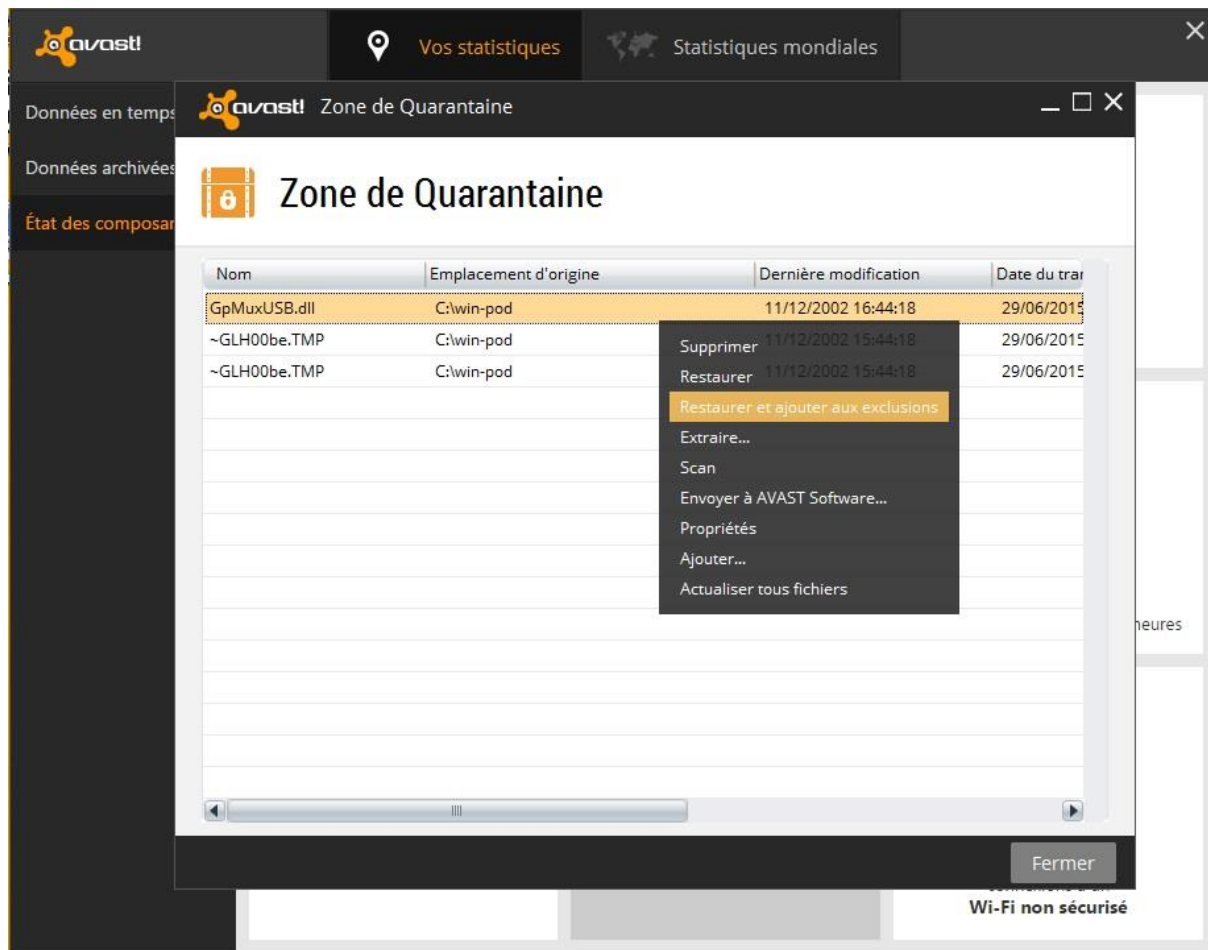 avast!
Vos statistiques
Statistiques mondiales
Données en temps
Données archivées
État des composan
avast! Zone de Quarantaine
Zone de Quarantaine
Nom Emplacement d'origine Dernière modification Date du tran
GpMuxUSB.dll C:\win-pod 11/12/2002 16:44:18 29/06/2015
~GLH00be.TMP C:\win-pod 11/12/2002 15:44:18 29/06/2015
~GLH00be.TMP C:\win-pod 11/12/2002 15:44:18 29/06/2015
Supprimer
Restaurer
Restaurer et ajouter aux exclusions
Extraire...
Scan
Envoyer à AVAST Software...
Propriétés
Ajouter...
Actualiser tous fichiers
heures
Fermer
Wi-Fi non sécurisé